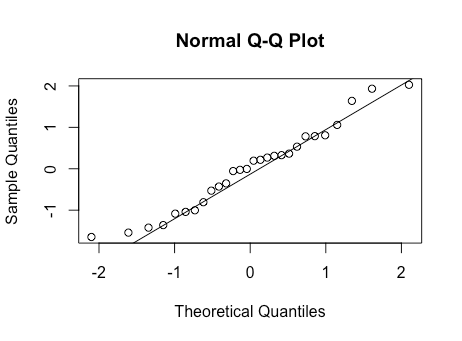 Normal Q-Q Plot
Sample Quantiles
2
1
0
-1
-2 -1 0 1 2
Theoretical Quantiles